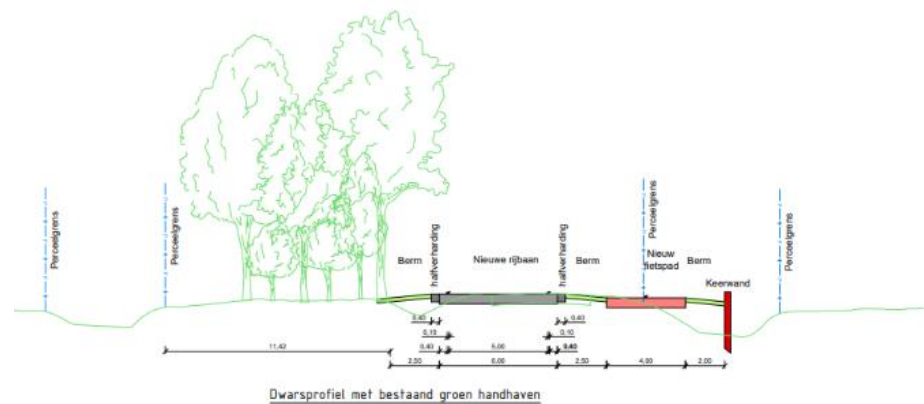 Perceelgrens
Perceelgrens
Berm
halfverharding
Nieuwe rijbaan
halfverharding
Berm
Perceelgrens
Nieuw
fietspad
Berm
Keerwand
Perceelgrens
0,40
0,40
0,10
0,10
0,40
5,00
0,40
11,42
2,50
6,00
2,50
4,00
2,00
Dwarsprofiel met bestaand groen handhaven